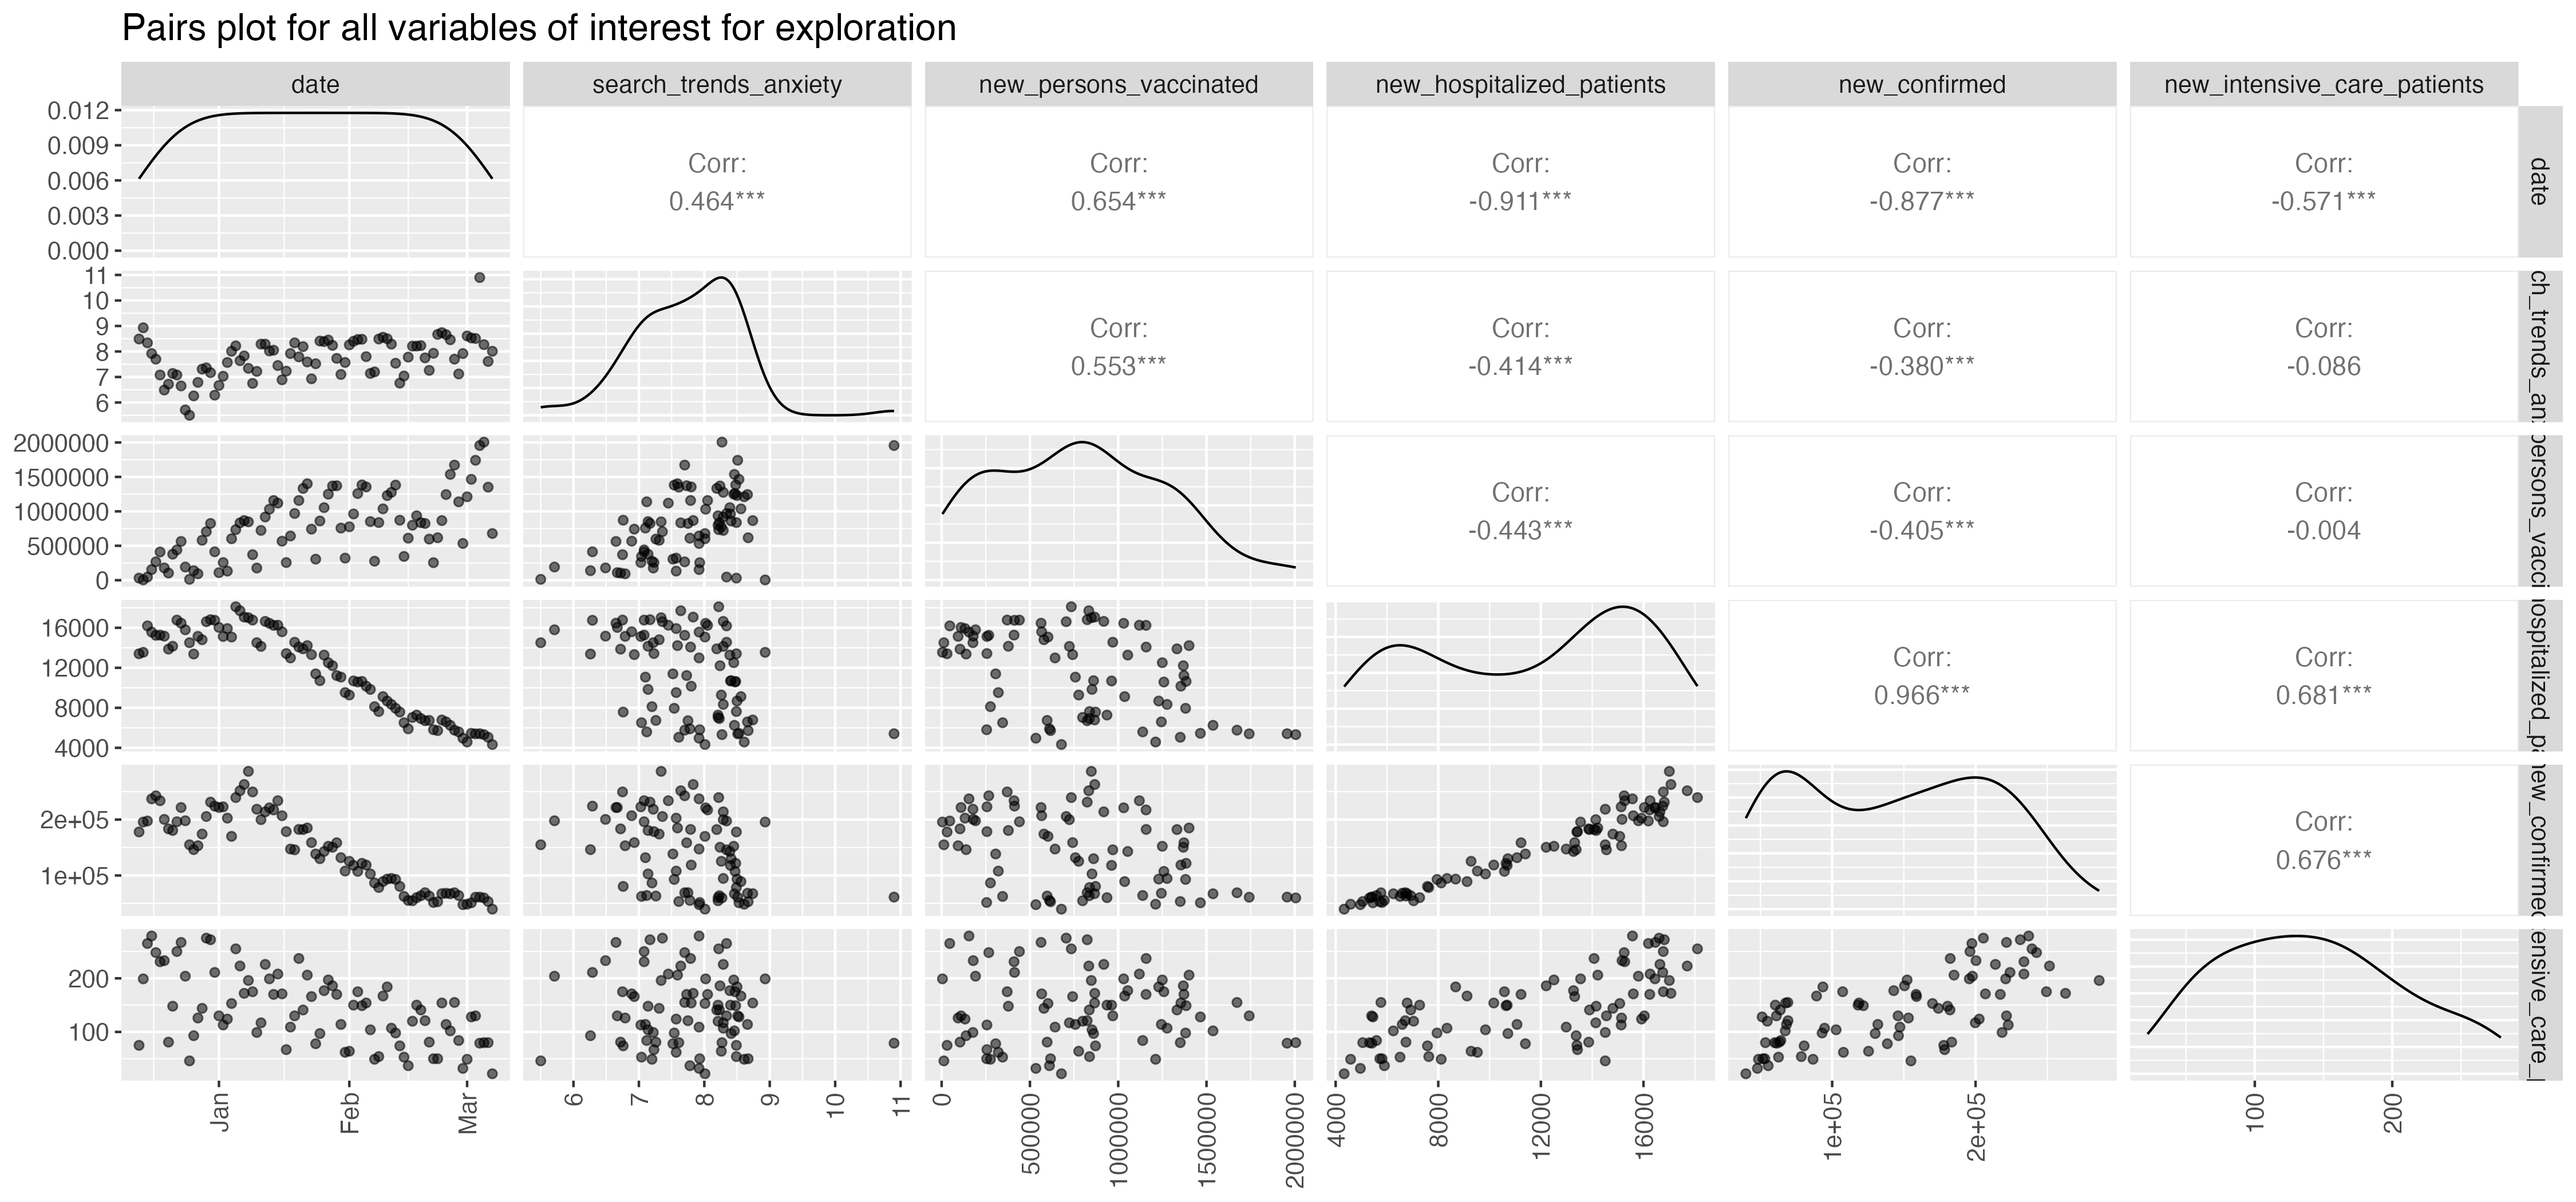 Pairs plot for all variables of interest for exploration
date search_trends_anxiety new_persons_vaccinated new_hospitalized_patients new_confirmed new_intensive_care_patients
0.012
0.009
0.006
0.003
0.000
Corr: Corr: Corr: Corr: Corr:
0.464*** 0.654*** -0.911*** -0.877*** -0.571***
date
11
10
9
8
7
6
Corr: Corr: Corr: Corr:
0.553*** -0.414*** -0.380*** -0.086
ch_trends_an
2000000
1500000
1000000
500000
0
Corr: Corr: Corr:
-0.443*** -0.405*** -0.004
persons_vacci
16000
12000
8000
4000
Corr: Corr:
0.966*** 0.681***
ospitalized_pa
2e+05
1e+05
Corr:
0.676***
new_confirmed
200
100
ensive_care_
Jan Feb Mar
6 7 8 9 10 11
0 500000 1000000 1500000 2000000
4000 8000 12000 16000
1e+05 2e+05
100 200